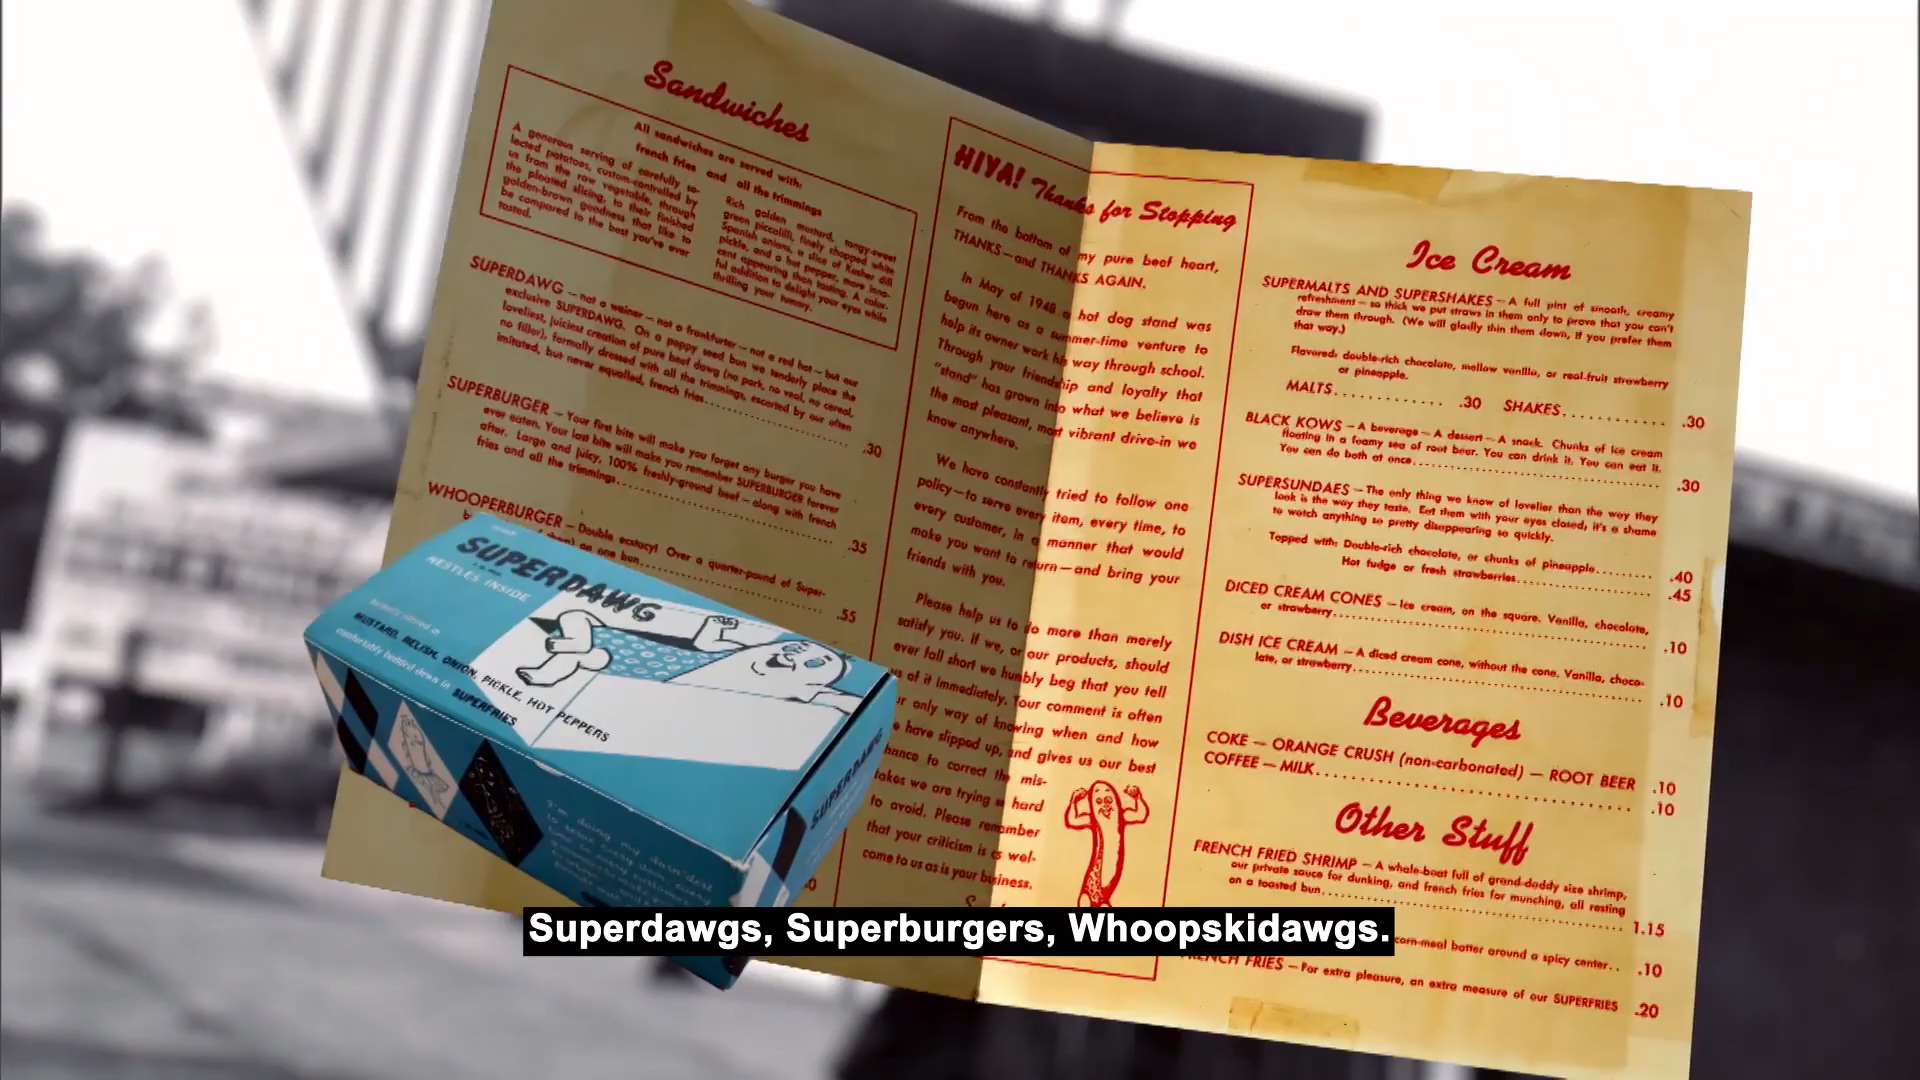 Sandwiches
All sandwiches are served with:
french fries and all the trimmings
A generous serving of carefully se-
lected potatoes, custom-controlled by
us from the raw vegetable, through
the pleated slicing, to their finished
golden-brown goodness that like to
be compared to the best you've ever
tasted.
Rich golden mustard, tangy-sweet
green piccalilli, finely chopped white
Spanish onions, a slice of Kosher dill
pickle, and a hot pepper, more inno-
cent appearing than tasting. A color-
ful addition to delight your eyes while
thrilling your tummy.
SUPERDAWG — not a weiner — not a frankfurter — not a red hot — but our
exclusive SUPERDAWG. On a poppy seed bun we tenderly place the
loveliest, juiciest creation of pure beef dawg (no pork, no veal, no cereal,
no filler), formally dressed with all the trimmings, escorted by our often
imitated, but never equalled, french fries .30
SUPERBURGER — Your first bite will make you forget any burger you have
ever eaten. Your last bite will make you remember SUPERBURGER forever
after. Large and juicy, 100% freshly-ground beef — along with french
fries and all the trimmings .35
WHOOPERBURGER — Double ecstacy! Over a quarter-pound of Super-
on one bun .55
HIYA! Thanks for Stopping
From the bottom of my pure beef heart,
THANKS—and THANKS AGAIN.
In May of 1948 a hot dog stand was
begun here as a summer-time venture to
help its owner work his way through school.
Through your friendship and loyalty that
"stand" has grown into what we believe is
the most pleasant, most vibrant drive-in we
know anywhere.
We have constantly tried to follow one
policy—to serve every item, every time, to
every customer, in a manner that would
make you want to return—and bring your
friends with you.
Please help us to do more than merely
satisfy you. If we, or our products, should
ever fall short we humbly beg that you tell
us of it immediately. Your comment is often
our only way of knowing when and how
we have slipped up, and gives us our best
chance to correct the mis-
takes we are trying so hard
to avoid. Please remember
that your criticism is as wel-
come to us as is your business.
Ice Cream
SUPERMALTS AND SUPERSHAKES — A full pint of smooth, creamy
refreshment — so thick we put straws in them only to prove that you can't
draw them through. (We will gladly thin them down, if you prefer them
that way.)
Flavored: double-rich chocolate, mellow vanilla, or real-fruit strawberry
or pineapple.
MALTS .30 SHAKES .30
BLACK KOWS — A beverage — A dessert — A snack. Chunks of ice cream
floating in a foamy sea of root beer. You can drink it. You can eat it.
You can do both at once .30
SUPERSUNDAES — The only thing we know of lovelier than the way they
look is the way they taste. Eat them with your eyes closed, it's a shame
to watch anything so pretty disappearing so quickly.
Topped with: Double-rich chocolate, or chunks of pineapple .40
Hot fudge or fresh strawberries .45
DICED CREAM CONES — Ice cream, on the square. Vanilla, chocolate,
or strawberry .10
DISH ICE CREAM — A diced cream cone, without the cone. Vanilla, choco-
late, or strawberry .10
Beverages
COKE — ORANGE CRUSH (non-carbonated) — ROOT BEER .10
COFFEE — MILK .10
Other Stuff
FRENCH FRIED SHRIMP — A whale-boat full of grand-daddy size shrimp,
our private sauce for dunking, and french fries for munching, all resting
on a toasted bun 1.15
corn-meal batter around a spicy center .10
FRENCH FRIES — For extra pleasure, an extra measure of our SUPERFRIES .20
SUPERDAWG
NESTLES INSIDE
MUSTARD, RELISH, ONION, PICKLE, HOT PEPPERS
comfortably bedded down in SUPERFRIES
SUPERDAWG
Superdawgs, Superburgers, Whoopskidawgs.